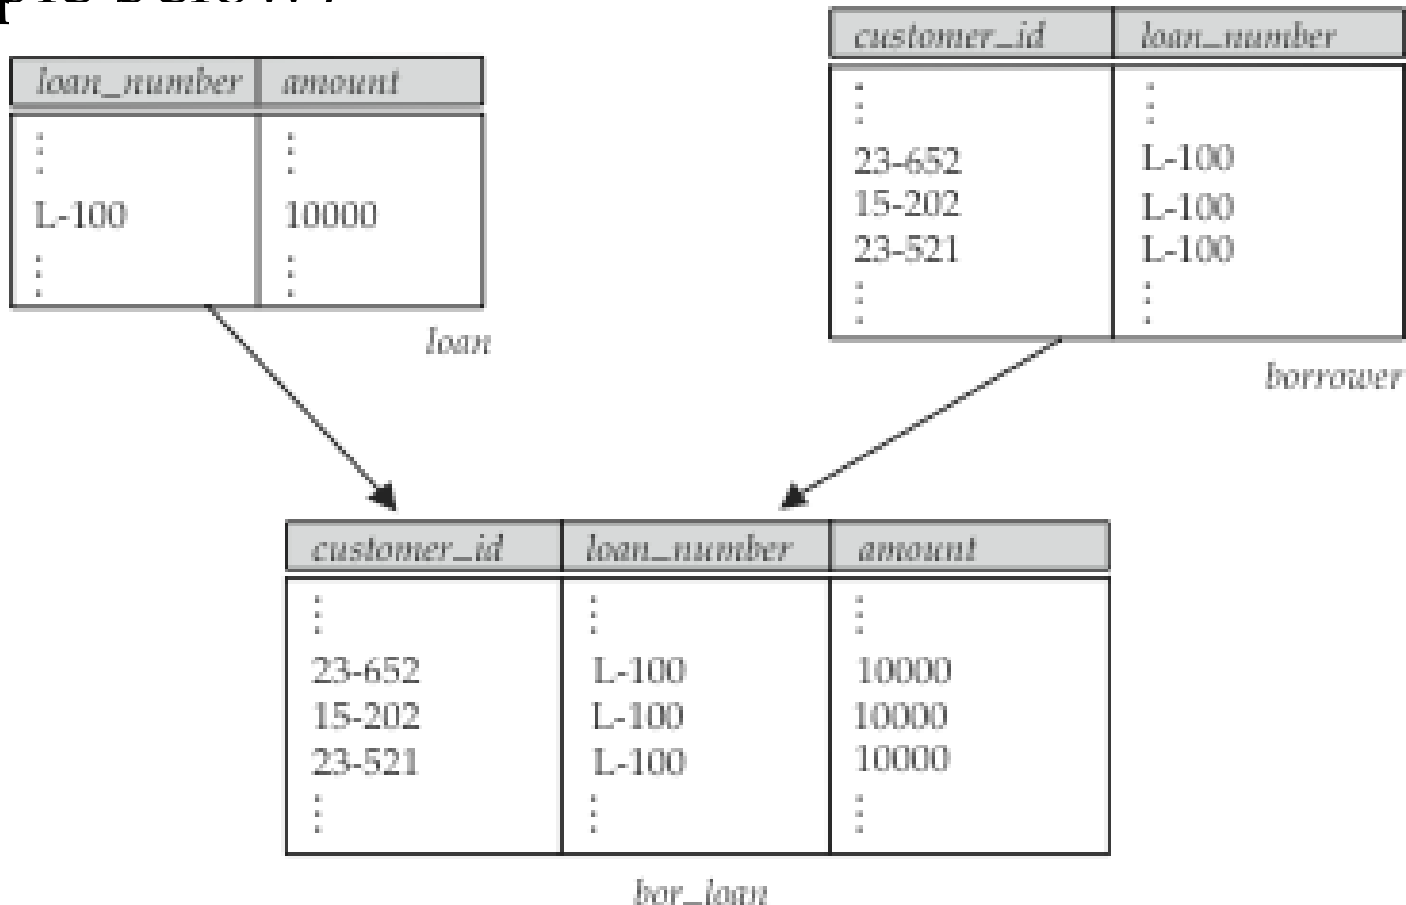 loan_number amount
L-100 10000
loan
customer_id loan_number
23-652 L-100
15-202 L-100
23-521 L-100
borrower
customer_id loan_number amount
23-652 L-100 10000
15-202 L-100 10000
23-521 L-100 10000
bor_loan